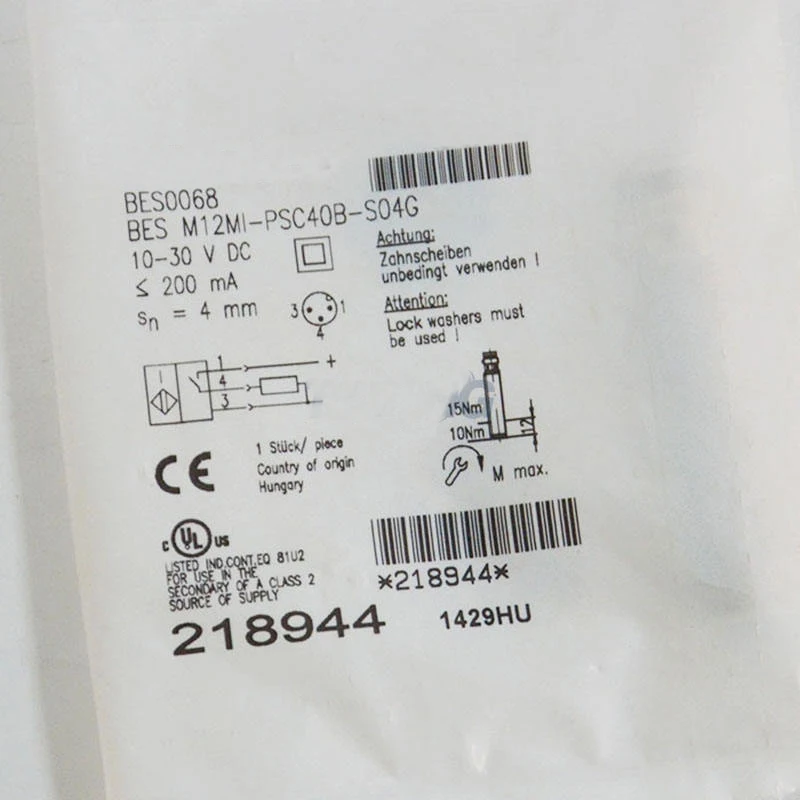 BES0068
BES M12MI-PSC40B-S04G
10-30 V DC
≤ 200 mA
sn = 4 mm
3 1
4
Achtung:
Zahnscheiben
unbedingt verwenden !
Attention:
Lock washers must
be used !
1 +
4
3
15Nm
10Nm
12
M max.
CE
1 Stück/ piece
Country of origin
Hungary
c UL us
LISTED IND.CONT.EQ 81U2
FOR USE IN THE
SECONDARY OF A CLASS 2
SOURCE OF SUPPLY
*218944*
218944
1429HU